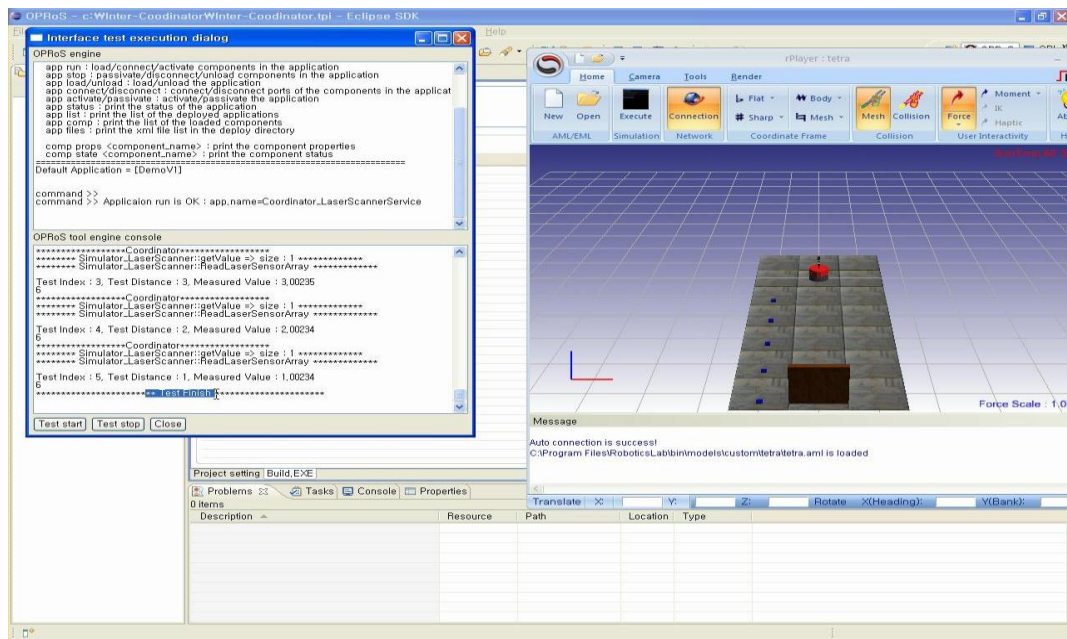 OPRoS - c:₩Inter-Coodinator₩Inter-Coodinator.tpi - Eclipse SDK
Help
Interface test execution dialog
OPRoS engine
app run : load/connect/activate components in the application
app stop : passivate/disconnect/unload components in the application
app load/unload : load/unload the application
app connect/disconnect : connect/disconnect ports of the components in the applicat
app activate/passivate : activate/passivate the application
app status : print the status of the application
app list : print the list of the deployed applications
app comp : print the list of the loaded components
app files : print the xml file list in the deploy directory
comp props <component_name> : print the component properties
comp state <component_name> : print the component status
Default Application = [DemoV1]
command >>
command >> Applicaion run is OK : app.name=Coordinator_LaserScannerService
OPRoS tool engine console
******************Coordinator******************
******** Simulator_LaserScanner::getValue => size : 1 *************
******** Simulator_LaserScanner::ReadLaserSensorArray *************
Test Index : 3, Test Distance : 3, Measured Value : 3,00235
6
******************Coordinator******************
******** Simulator_LaserScanner::getValue => size : 1 *************
******** Simulator_LaserScanner::ReadLaserSensorArray *************
Test Index : 4, Test Distance : 2, Measured Value : 2,00234
6
******************Coordinator******************
******** Simulator_LaserScanner::getValue => size : 1 *************
******** Simulator_LaserScanner::ReadLaserSensorArray *************
Test Index : 5, Test Distance : 1, Measured Value : 1,00234
6
************************ Test Finish ***********************
Test start Test stop Close
rPlayer : tetra
Home Camera Tools Render
New Open Execute Connection
Flat Body
Sharp Mesh
Mesh Collision Force
Moment
IK
Haptic
AML/EML Simulation Network Coordinate Frame Collision User Interactivity
Force Scale : 1.0
Message
Auto connection is success!
C:\Program Files\RoboticsLab\bin\models\custom\tetra\tetra.aml is loaded
Translate X: Y: Z: Rotate X(Heading): Y(Bank):
Project setting Build,EXE
Problems Tasks Console Properties
0 items
Description Resource Path Location Type